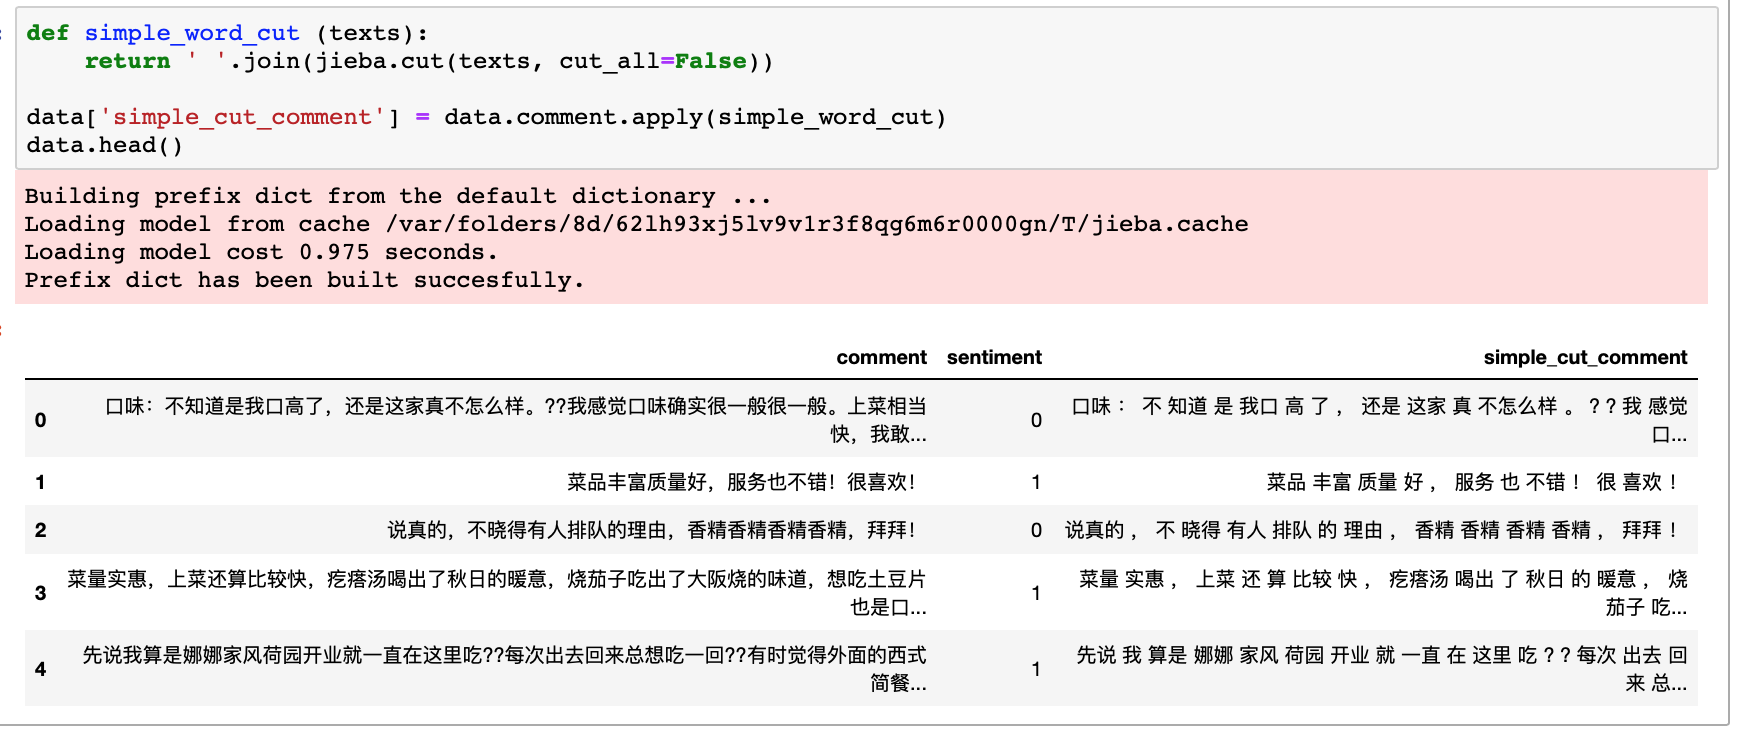 def simple_word_cut (texts):
    return ' '.join(jieba.cut(texts, cut_all=False))
data['simple_cut_comment'] = data.comment.apply(simple_word_cut)
data.head()
Building prefix dict from the default dictionary ...
Loading model from cache /var/folders/8d/62lh93xj5lv9v1r3f8qg6m6r0000gn/T/jieba.cache
Loading model cost 0.975 seconds.
Prefix dict has been built succesfully.
comment sentiment simple_cut_comment
0 口味：不知道是我口高了，还是这家真不怎么样。??我感觉口味确实很一般很一般。上菜相当
快，我敢... 0 口味 ： 不 知道 是 我口 高 了 ， 还是 这家 真 不怎么样 。 ? ? 我 感觉
口...
1 菜品丰富质量好，服务也不错！很喜欢！ 1 菜品 丰富 质量 好 ， 服务 也 不错 ！ 很 喜欢 ！
2 说真的，不晓得有人排队的理由，香精香精香精香精，拜拜！ 0 说真的 ， 不 晓得 有人 排队 的 理由 ， 香精 香精 香精 香精 ， 拜拜 ！
3 菜量实惠，上菜还算比较快，疙瘩汤喝出了秋日的暖意，烧茄子吃出了大阪烧的味道，想吃土豆片
也是口... 1 菜量 实惠 ， 上菜 还 算 比较 快 ， 疙瘩汤 喝出 了 秋日 的 暖意 ， 烧
茄子 吃...
4 先说我算是娜娜家风荷园开业就一直在这里吃??每次出去回来总想吃一回??有时觉得外面的西式
简餐... 1 先说 我 算是 娜娜 家风 荷园 开业 就 一直 在 这里 吃 ? ? 每次 出去 回
来 总...